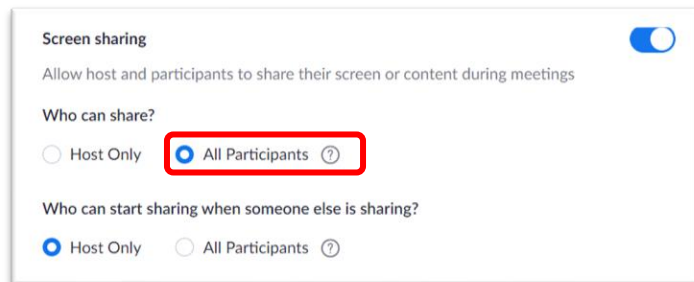 Screen sharing
Allow host and participants to share their screen or content during meetings
Who can share?
Host Only All Participants ?
Who can start sharing when someone else is sharing?
Host Only All Participants ?